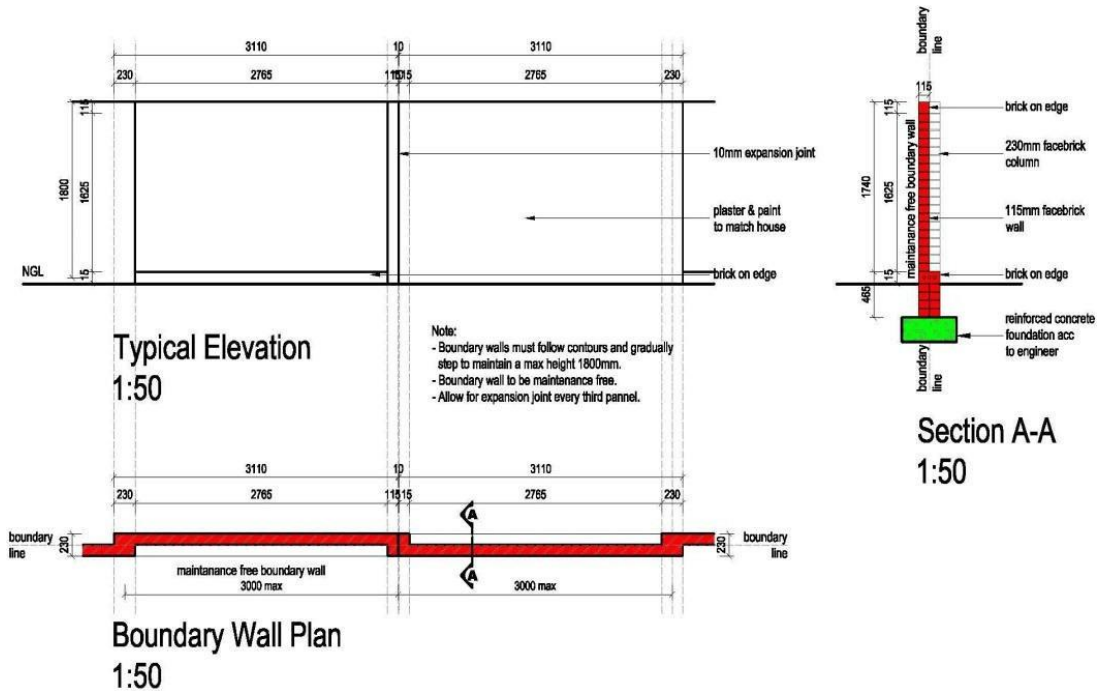 3110
10
3110
230
2765
115
115
2765
230
115
1800
1625
15
NGL
10mm expansion joint
plaster & paint
to match house
brick on edge
Typical Elevation
1:50
Note:
- Boundary walls must follow contours and gradually
step to maintain a max height 1800mm.
- Boundary wall to be maintenance free.
- Allow for expansion joint every third pannel.
boundary
line
115
115
1740
1625
15
465
maintanance free boundary wall
brick on edge
230mm facebrick
column
115mm facebrick
wall
brick on edge
reinforced concrete
foundation acc
to engineer
boundary
line
Section A-A
1:50
3110
10
3110
230
2765
115
115
2765
230
boundary
line
230
A
A
230
boundary
line
maintanance free boundary wall
3000 max
3000 max
Boundary Wall Plan
1:50